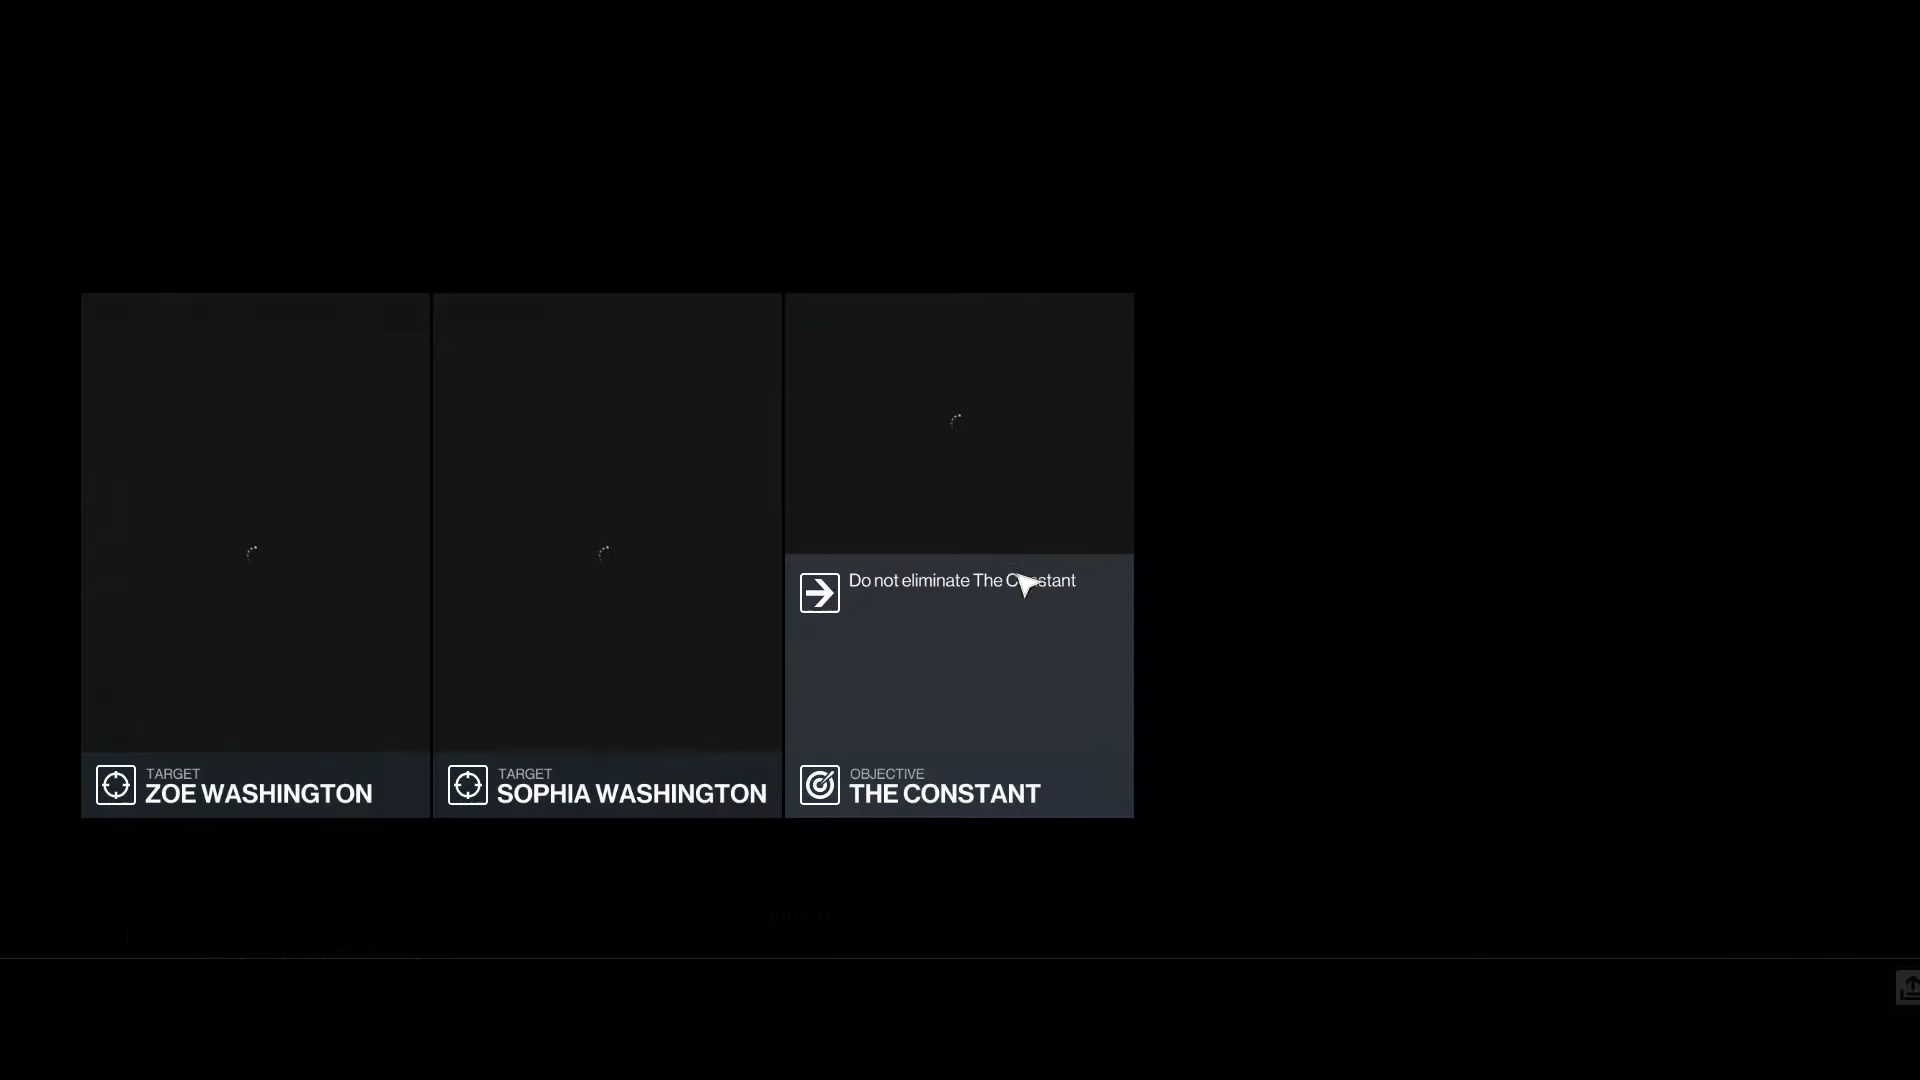 Do not eliminate The Constant
TARGET
ZOE WASHINGTON
TARGET
SOPHIA WASHINGTON
OBJECTIVE
THE CONSTANT